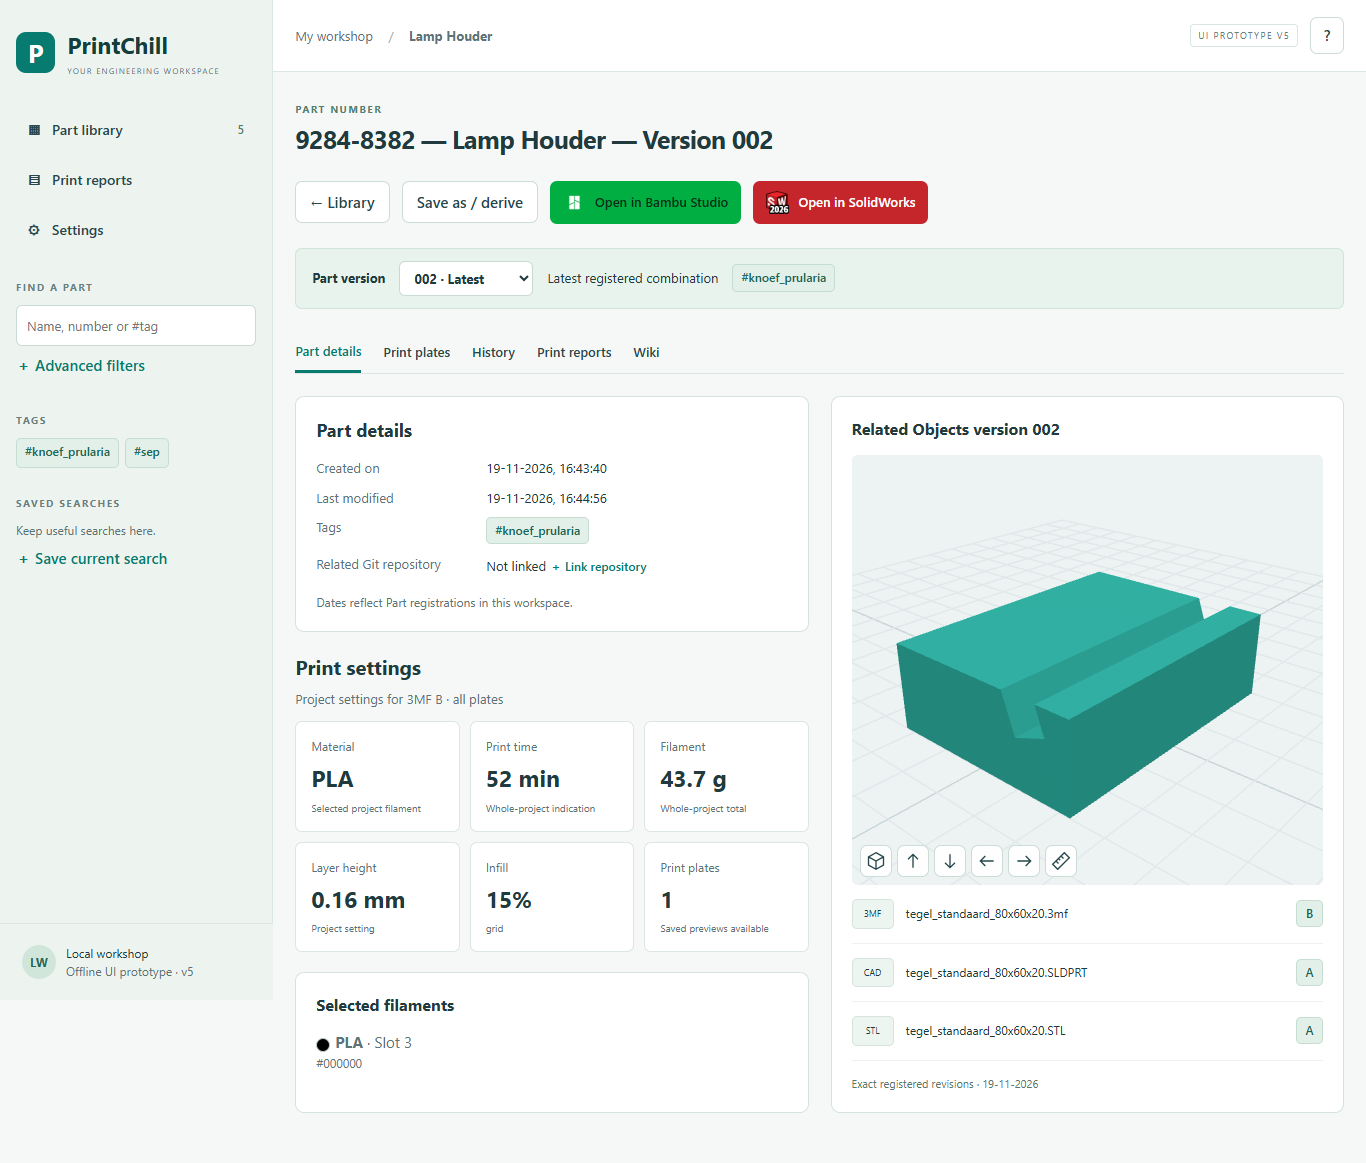 P
PrintChill
YOUR ENGINEERING WORKSPACE
Part library 5
Print reports
Settings
FIND A PART
Name, number or #tag
+ Advanced filters
TAGS
#knoef_prularia #sep
SAVED SEARCHES
Keep useful searches here.
+ Save current search
LW
Local workshop
Offline UI prototype · v5
My workshop / Lamp Houder
UI PROTOTYPE V5 ?
PART NUMBER
9284-8382 — Lamp Houder — Version 002
← Library Save as / derive Open in Bambu Studio SW 2026 Open in SolidWorks
Part version 002 · Latest Latest registered combination #knoef_prularia
Part details Print plates History Print reports Wiki
Part details
Created on 19-11-2026, 16:43:40
Last modified 19-11-2026, 16:44:56
Tags #knoef_prularia
Related Git repository Not linked + Link repository
Dates reflect Part registrations in this workspace.
Print settings
Project settings for 3MF B · all plates
Material
PLA
Selected project filament
Print time
52 min
Whole-project indication
Filament
43.7 g
Whole-project total
Layer height
0.16 mm
Project setting
Infill
15%
grid
Print plates
1
Saved previews available
Selected filaments
PLA · Slot 3
#000000
Related Objects version 002
3MF tegel_standaard_80x60x20.3mf B
CAD tegel_standaard_80x60x20.SLDPRT A
STL tegel_standaard_80x60x20.STL A
Exact registered revisions · 19-11-2026